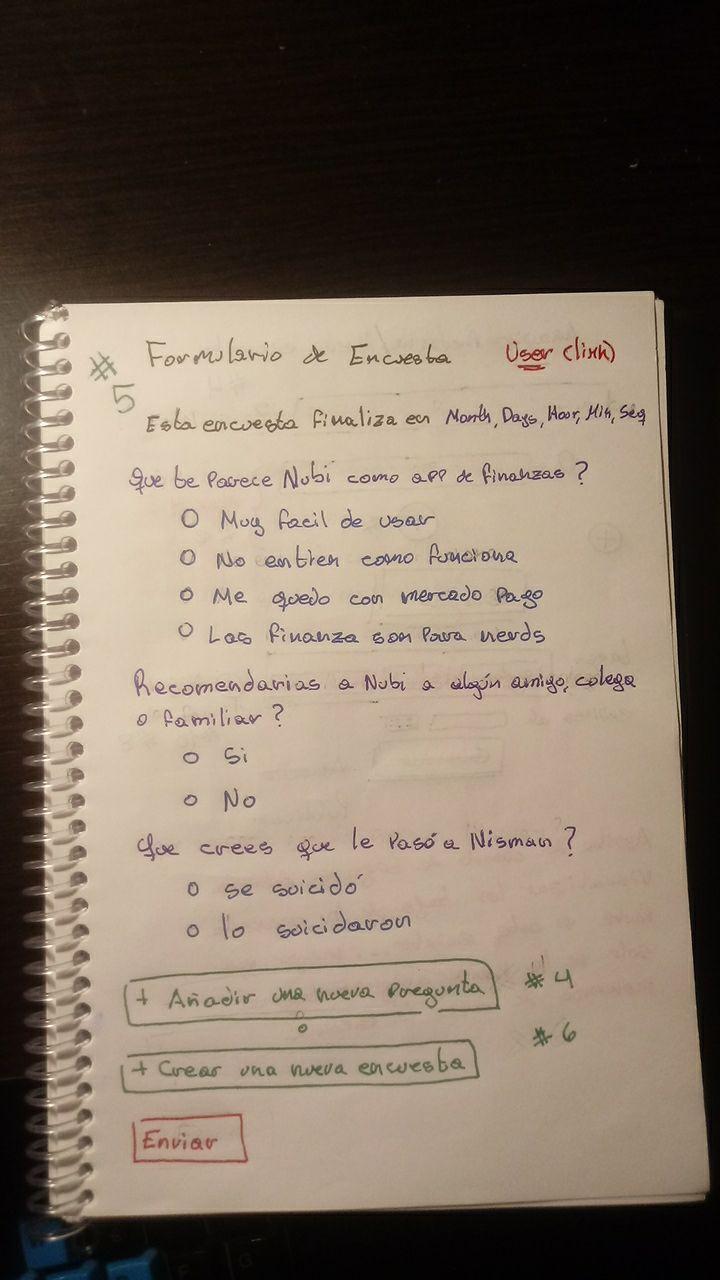 #5 Formulario de Encuesta User (link)
Esta encuesta finaliza en Month, Days, Hour, Min, Seg
Que te parece Nubi como app de finanzas?
O Muy facil de usar
O No entien como funciona
O Me quedo con mercado pago
O Las finanza son para nerds
Recomendarias a Nubi a algún amigo, colega
o familiar?
O Si
O No
Que crees que le pasó a Nisman?
O se suicidó
O lo suicidaron
+ Añadir una nueva pregunta #4
o #6
+ Crear una nueva encuesta
Enviar